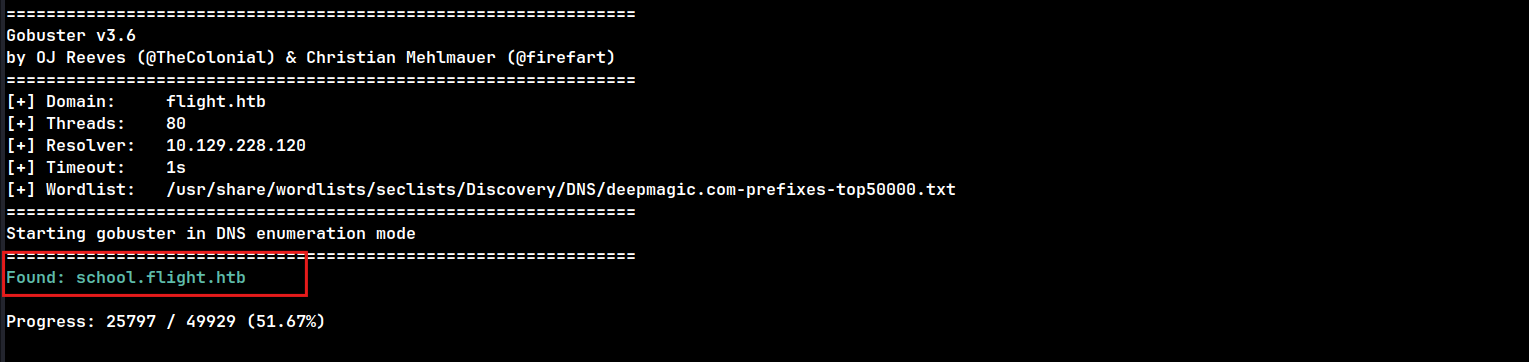 ===============================================================
Gobuster v3.6
by OJ Reeves (@TheColonial) & Christian Mehlmauer (@firefart)
===============================================================
[+] Domain:     flight.htb
[+] Threads:    80
[+] Resolver:   10.129.228.120
[+] Timeout:    1s
[+] Wordlist:   /usr/share/wordlists/seclists/Discovery/DNS/deepmagic.com-prefixes-top50000.txt
===============================================================
Starting gobuster in DNS enumeration mode
===============================================================
Found: school.flight.htb
Progress: 25797 / 49929 (51.67%)